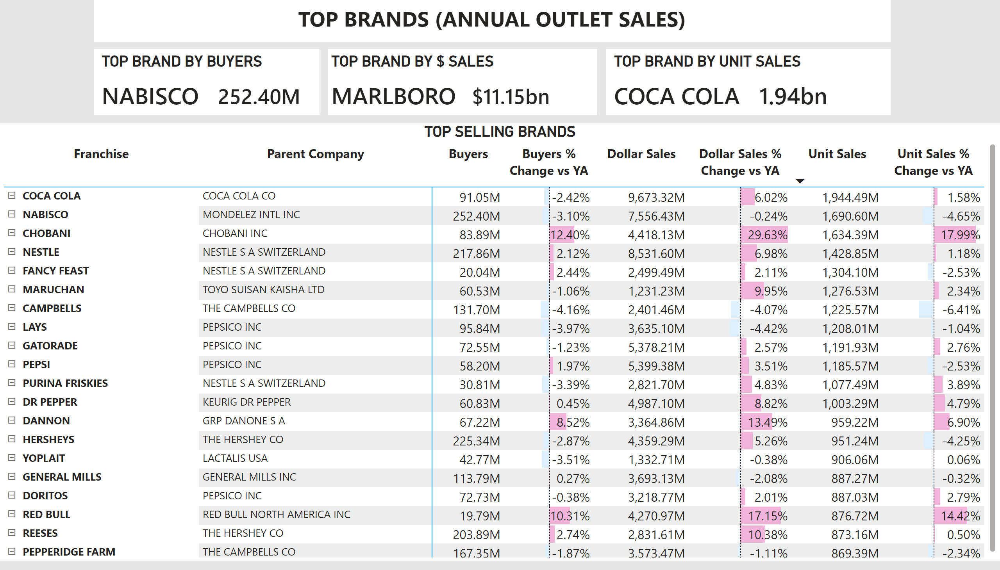 TOP BRANDS (ANNUAL OUTLET SALES)
TOP BRAND BY BUYERS
NABISCO 252.40M
TOP BRAND BY $ SALES
MARLBORO $11.15bn
TOP BRAND BY UNIT SALES
COCA COLA 1.94bn
TOP SELLING BRANDS
Franchise Parent Company Buyers Buyers % Dollar Sales Dollar Sales % Unit Sales Unit Sales %
Change vs YA Change vs YA Change vs YA
COCA COLA COCA COLA CO 91.05M -2.42% 9,673.32M 6.02% 1,944.49M 1.58%
NABISCO MONDELEZ INTL INC 252.40M -3.10% 7,556.43M -0.24% 1,690.60M -4.65%
CHOBANI CHOBANI INC 83.89M 12.40% 4,418.13M 29.63% 1,634.39M 17.99%
NESTLE NESTLE S A SWITZERLAND 217.86M 2.12% 8,531.60M 6.98% 1,428.85M 1.18%
FANCY FEAST NESTLE S A SWITZERLAND 20.04M 2.44% 2,499.49M 2.11% 1,304.10M -2.53%
MARUCHAN TOYO SUISAN KAISHA LTD 60.53M -1.06% 1,231.23M 9.95% 1,276.53M 2.34%
CAMPBELLS THE CAMPBELLS CO 131.70M -4.16% 2,401.46M -4.07% 1,225.57M -6.41%
LAYS PEPSICO INC 95.84M -3.97% 3,635.10M -4.42% 1,208.01M -1.04%
GATORADE PEPSICO INC 72.55M -1.23% 5,378.21M 2.57% 1,191.93M 2.76%
PEPSI PEPSICO INC 58.20M 1.97% 5,399.38M 3.51% 1,185.57M -2.53%
PURINA FRISKIES NESTLE S A SWITZERLAND 30.81M -3.39% 2,821.70M 4.83% 1,077.49M 3.89%
DR PEPPER KEURIG DR PEPPER 60.83M 0.45% 4,987.10M 8.82% 1,003.29M 4.79%
DANNON GRP DANONE S A 67.22M 8.52% 3,364.86M 13.49% 959.22M 6.90%
HERSHEYS THE HERSHEY CO 225.34M -2.87% 4,359.29M 5.26% 951.24M -4.25%
YOPLAIT LACTALIS USA 42.77M -3.51% 1,332.71M -0.38% 906.06M 0.06%
GENERAL MILLS GENERAL MILLS INC 113.79M 0.27% 3,693.13M -2.08% 887.27M -0.32%
DORITOS PEPSICO INC 72.73M -0.38% 3,218.77M 2.01% 887.03M 2.79%
RED BULL RED BULL NORTH AMERICA INC 19.79M 10.31% 4,270.97M 17.15% 876.72M 14.42%
REESES THE HERSHEY CO 203.89M 2.74% 2,831.61M 10.38% 873.16M 0.50%
PEPPERIDGE FARM THE CAMPBELLS CO 167.35M -1.87% 3,573.47M -1.11% 869.39M -2.34%